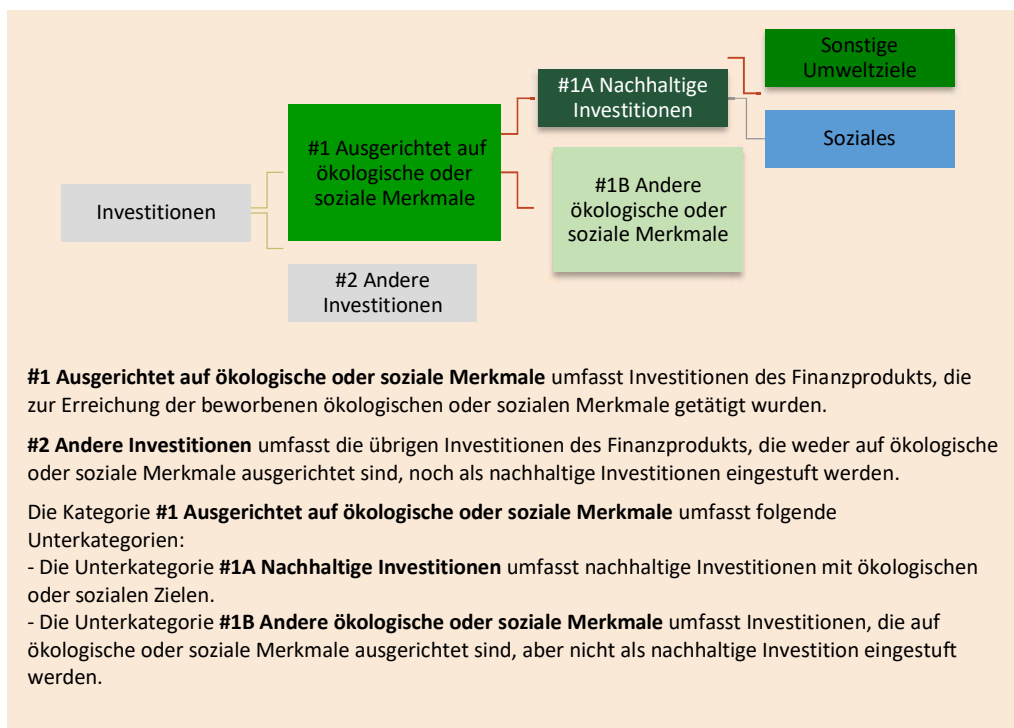 Sonstige
Umweltziele
#1A Nachhaltige
Investitionen
Soziales
#1 Ausgerichtet auf
ökologische oder
soziale Merkmale
#1B Andere
ökologische oder
soziale Merkmale
Investitionen
#2 Andere
Investitionen
#1 Ausgerichtet auf ökologische oder soziale Merkmale umfasst Investitionen des Finanzprodukts, die
zur Erreichung der beworbenen ökologischen oder sozialen Merkmale getätigt wurden.
#2 Andere Investitionen umfasst die übrigen Investitionen des Finanzprodukts, die weder auf ökologische
oder soziale Merkmale ausgerichtet sind, noch als nachhaltige Investitionen eingestuft werden.
Die Kategorie #1 Ausgerichtet auf ökologische oder soziale Merkmale umfasst folgende
Unterkategorien:
- Die Unterkategorie #1A Nachhaltige Investitionen umfasst nachhaltige Investitionen mit ökologischen
oder sozialen Zielen.
- Die Unterkategorie #1B Andere ökologische oder soziale Merkmale umfasst Investitionen, die auf
ökologische oder soziale Merkmale ausgerichtet sind, aber nicht als nachhaltige Investition eingestuft
werden.